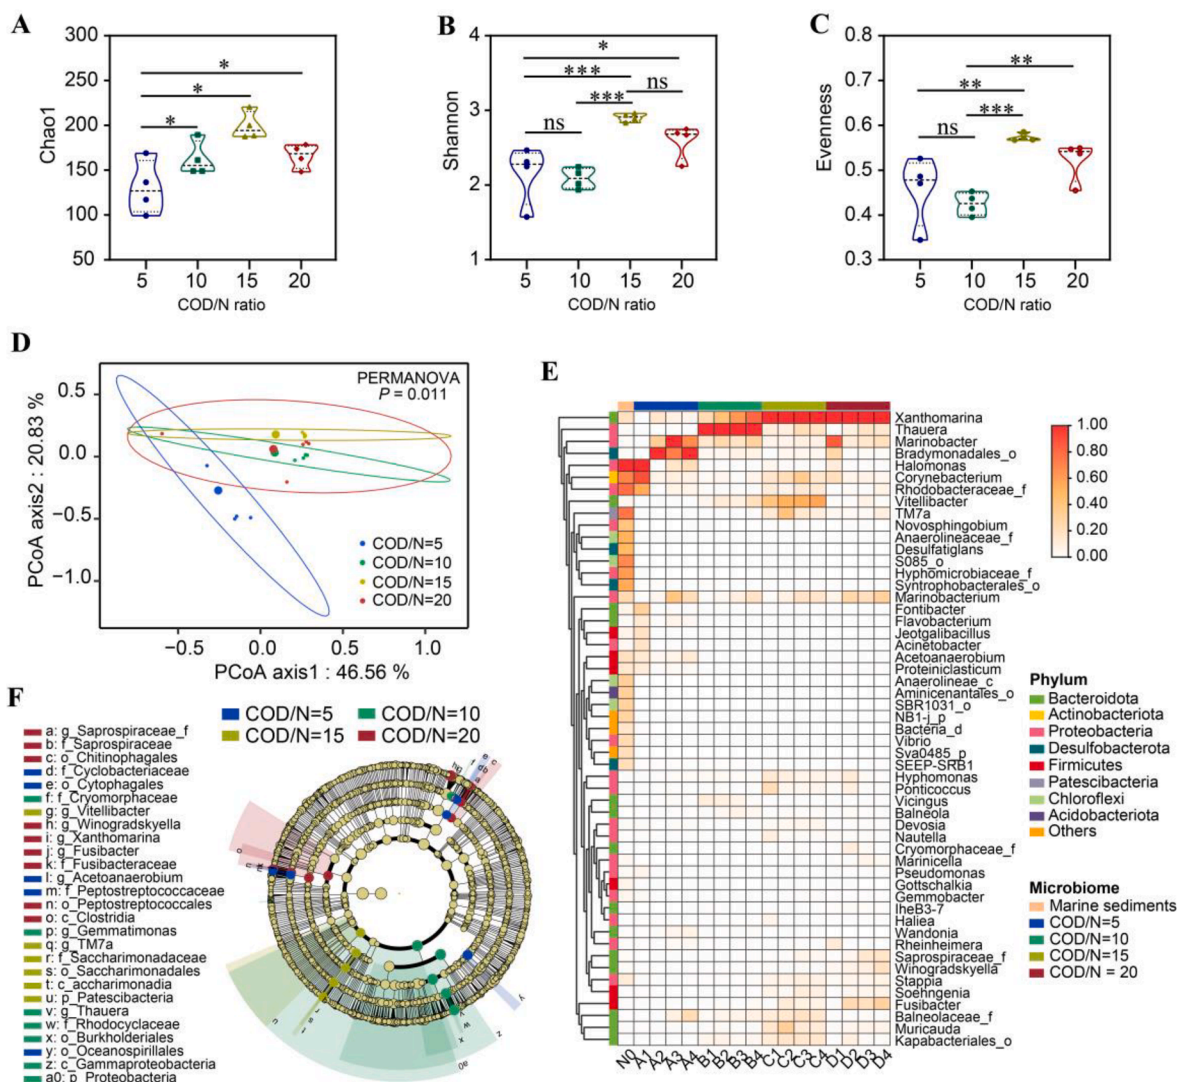 A
300
250
200
150
100
50
Chao1
*
*
*
5 10 15 20
COD/N ratio
B
4
3
2
1
Shannon
*
***
ns
***
ns
5 10 15 20
COD/N ratio
C
0.8
0.7
0.6
0.5
0.4
0.3
Evenness
**
**
***
ns
5 10 15 20
COD/N ratio
D
PERMANOVA
P = 0.011
0.5
0.0
−0.5
−1.0
PCoA axis2 : 20.83 %
COD/N=5
COD/N=10
COD/N=15
COD/N=20
−0.5 0.0 0.5 1.0
PCoA axis1 : 46.56 %
E
Xanthomarina
Thauera
Marinobacter
Bradymonadales_o
Halomonas
Corynebacterium
Rhodobacteraceae_f
Vitellibacter
TM7a
Novosphingobium
Anaerolineaceae_f
Desulfatiglans
S085_o
Hyphomicrobiaceae_f
Syntrophobacterales_o
Marinobacterium
Fontibacter
Flavobacterium
Jeotgalibacillus
Acinetobacter
Acetoanaerobium
Proteiniclasticum
Anaerolineae_c
Aminicenantales_o
SBR1031_o
NB1-j_p
Bacteria_d
Vibrio
Sva0485_p
SEEP-SRB1
Hyphomonas
Ponticoccus
Vicingus
Balneola
Devosia
Nautella
Cryomorphaceae_f
Marinicella
Pseudomonas
Gottschalkia
Gemmobacter
IheB3-7
Haliea
Wandonia
Rheinheimera
Saprospiraceae_f
Winogradskyella
Stappia
Soehngenia
Fusibacter
Balneolaceae_f
Muricauda
Kapabacteriales_o
N0 A1 A2 A3 A4 B1 B2 B3 B4 C1 C2 C3 C4 D1 D2 D3 D4
1.00
0.80
0.60
0.40
0.20
0.00
Phylum
Bacteroidota
Actinobacteriota
Proteobacteria
Desulfobacterota
Firmicutes
Patescibacteria
Chloroflexi
Acidobacteriota
Others
Microbiome
Marine sediments
COD/N=5
COD/N=10
COD/N=15
COD/N = 20
F
COD/N=5 COD/N=10
COD/N=15 COD/N=20
a: g_Saprospiraceae_f
b: f_Saprospiraceae
c: o_Chitinophagales
d: f_Cyclobacteriaceae
e: o_Cytophagales
f: f_Cryomorphaceae
g: g_Vitellibacter
h: g_Winogradskyella
i: g_Xanthomarina
j: g_Fusibacter
k: f_Fusibacteraceae
l: g_Acetoanaerobium
m: f_Peptostreptococcaceae
n: o_Peptostreptococcales
o: c_Clostridia
p: g_Gemmatimonas
q: g_TM7a
r: f_Saccharimonadaceae
s: o_Saccharimonadales
t: c_accharimonadia
u: p_Patescibacteria
v: g_Thauera
w: f_Rhodocyclaceae
x: o_Burkholderiales
y: o_Oceanospirillales
z: c_Gammaproteobacteria
a0: p_Proteobacteria
h g f e c
d b
a
o
n
u
r s t
y
z
w
x
a0